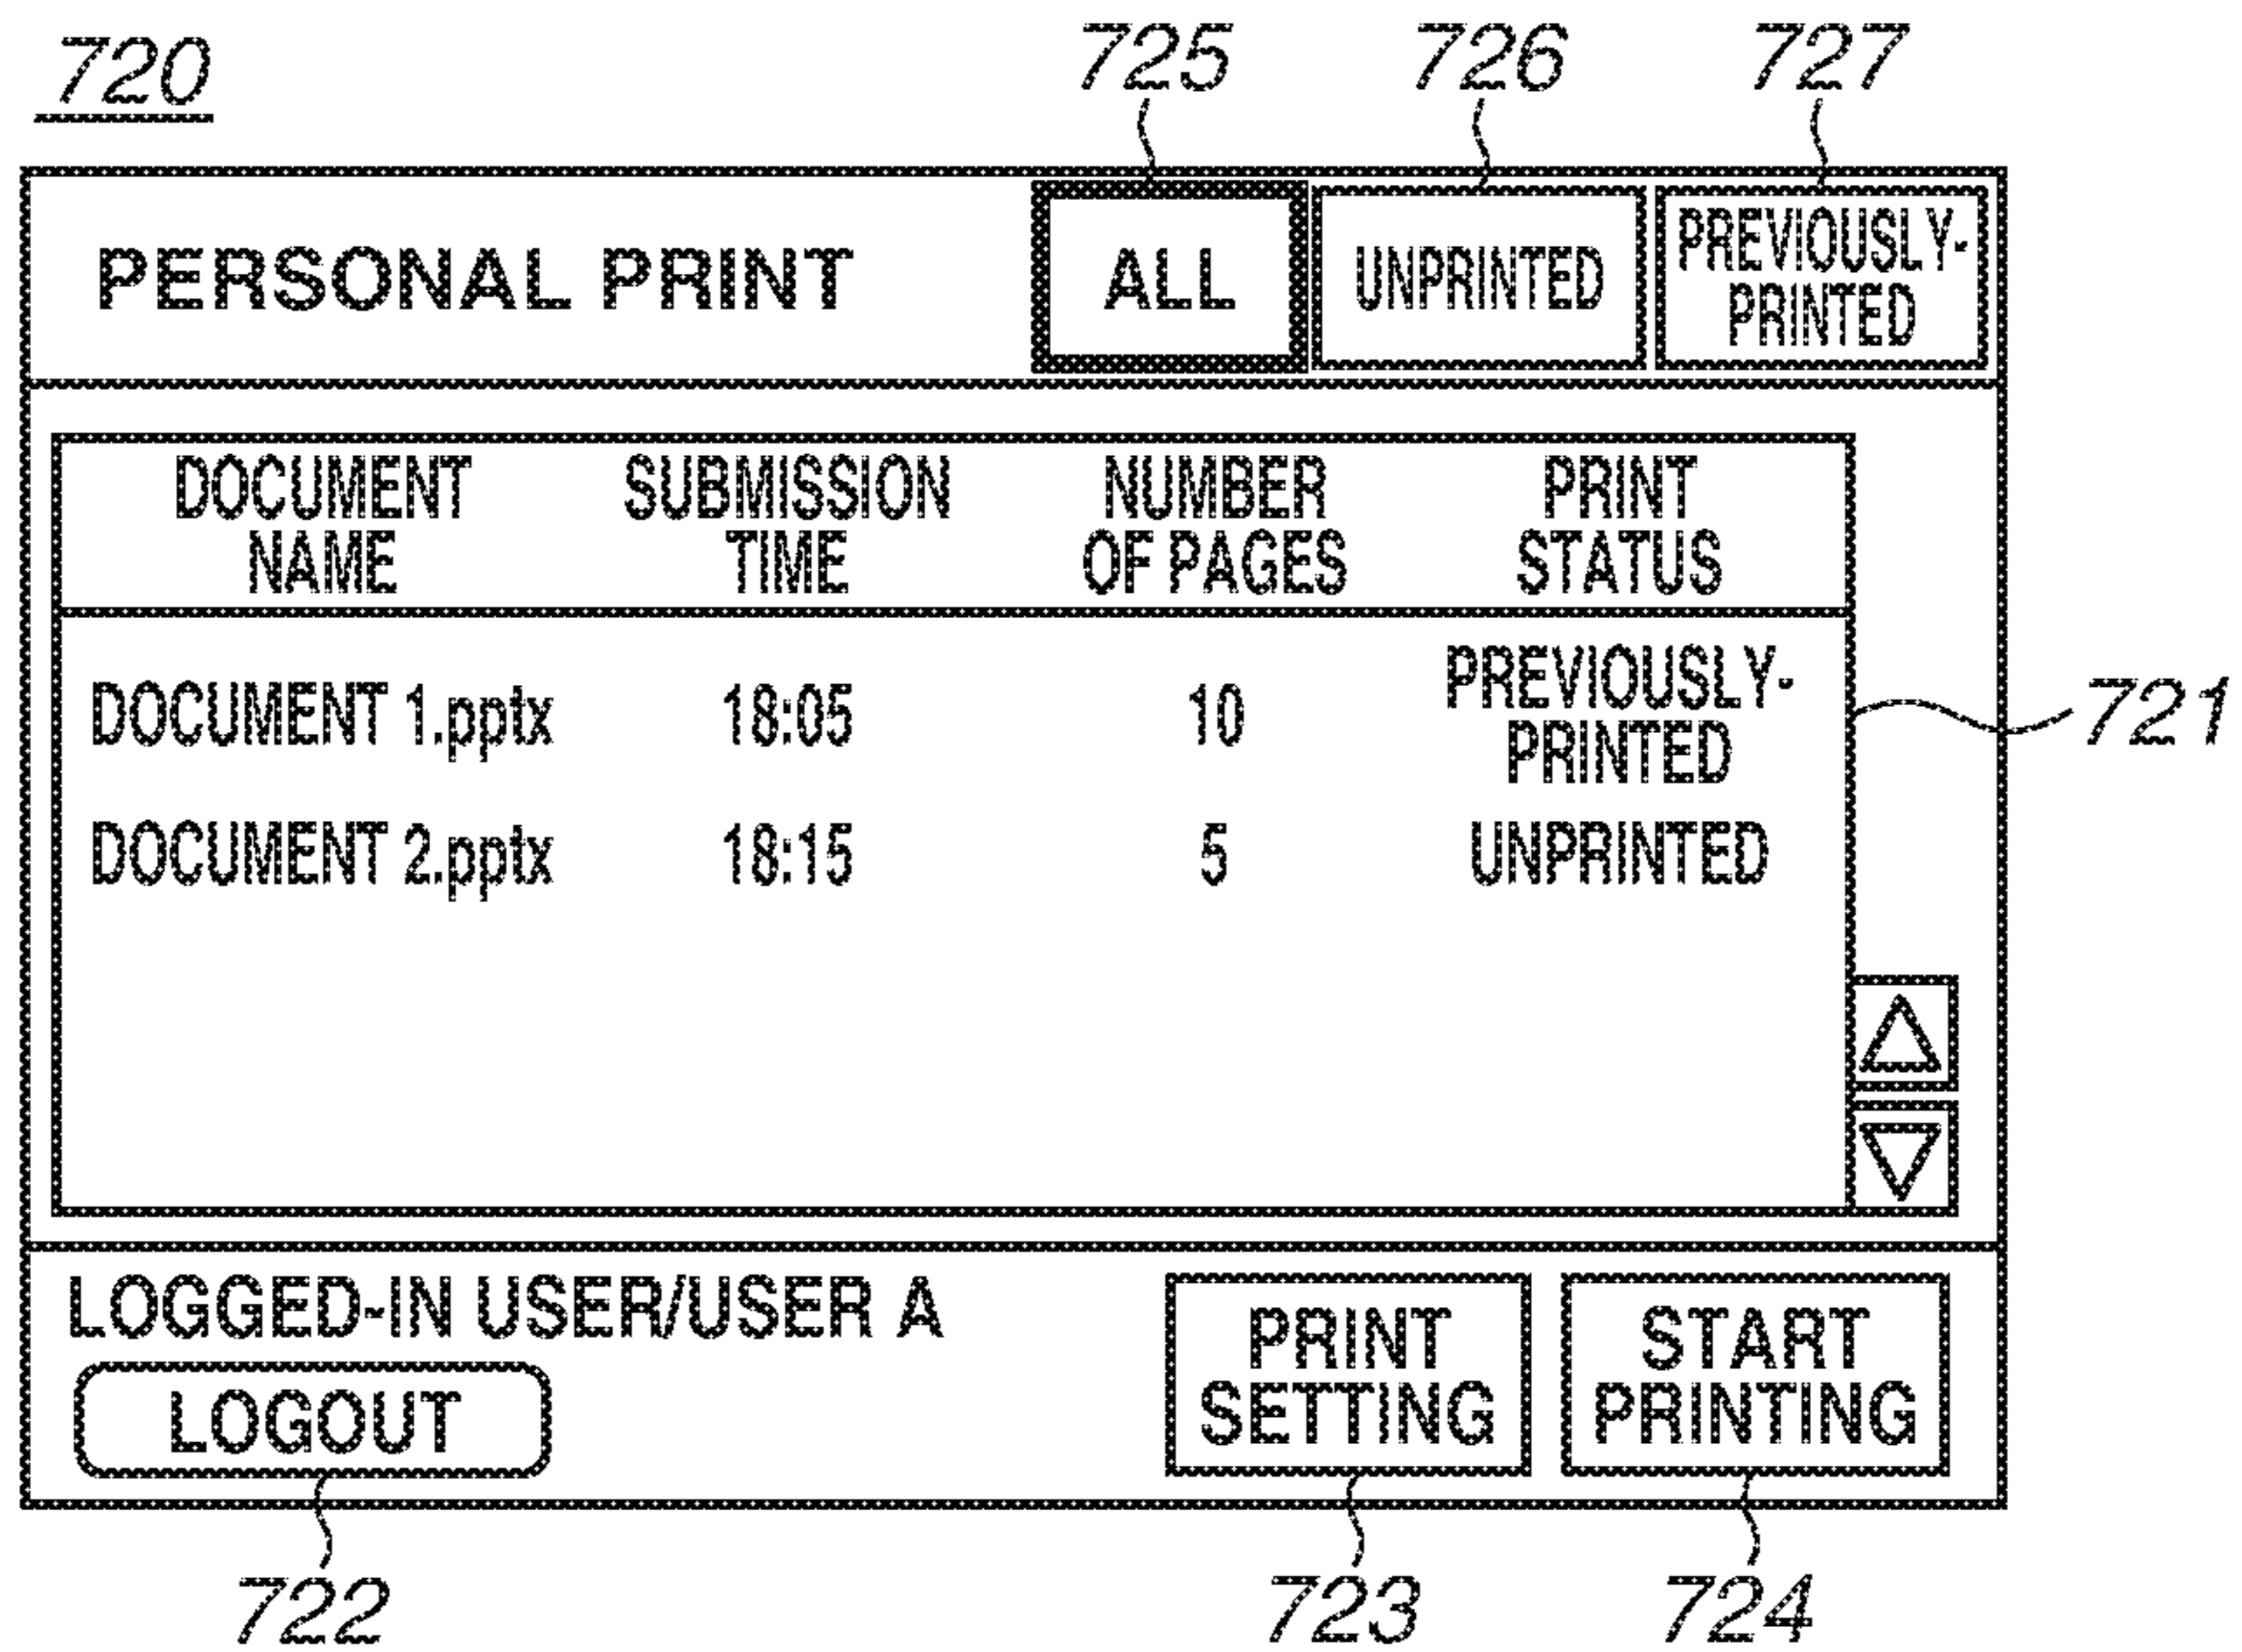 720
725 726 727
PERSONAL PRINT
ALL
UNPRINTED
PREVIOUSLY-
PRINTED
DOCUMENT
NAME
SUBMISSION
TIME
NUMBER
OF PAGES
PRINT
STATUS
DOCUMENT 1.pptx 18:05 10 PREVIOUSLY-
PRINTED
721
DOCUMENT 2.pptx 18:15 5 UNPRINTED
LOGGED-IN USER/USER A
LOGOUT
PRINT
SETTING
START
PRINTING
722 723 724